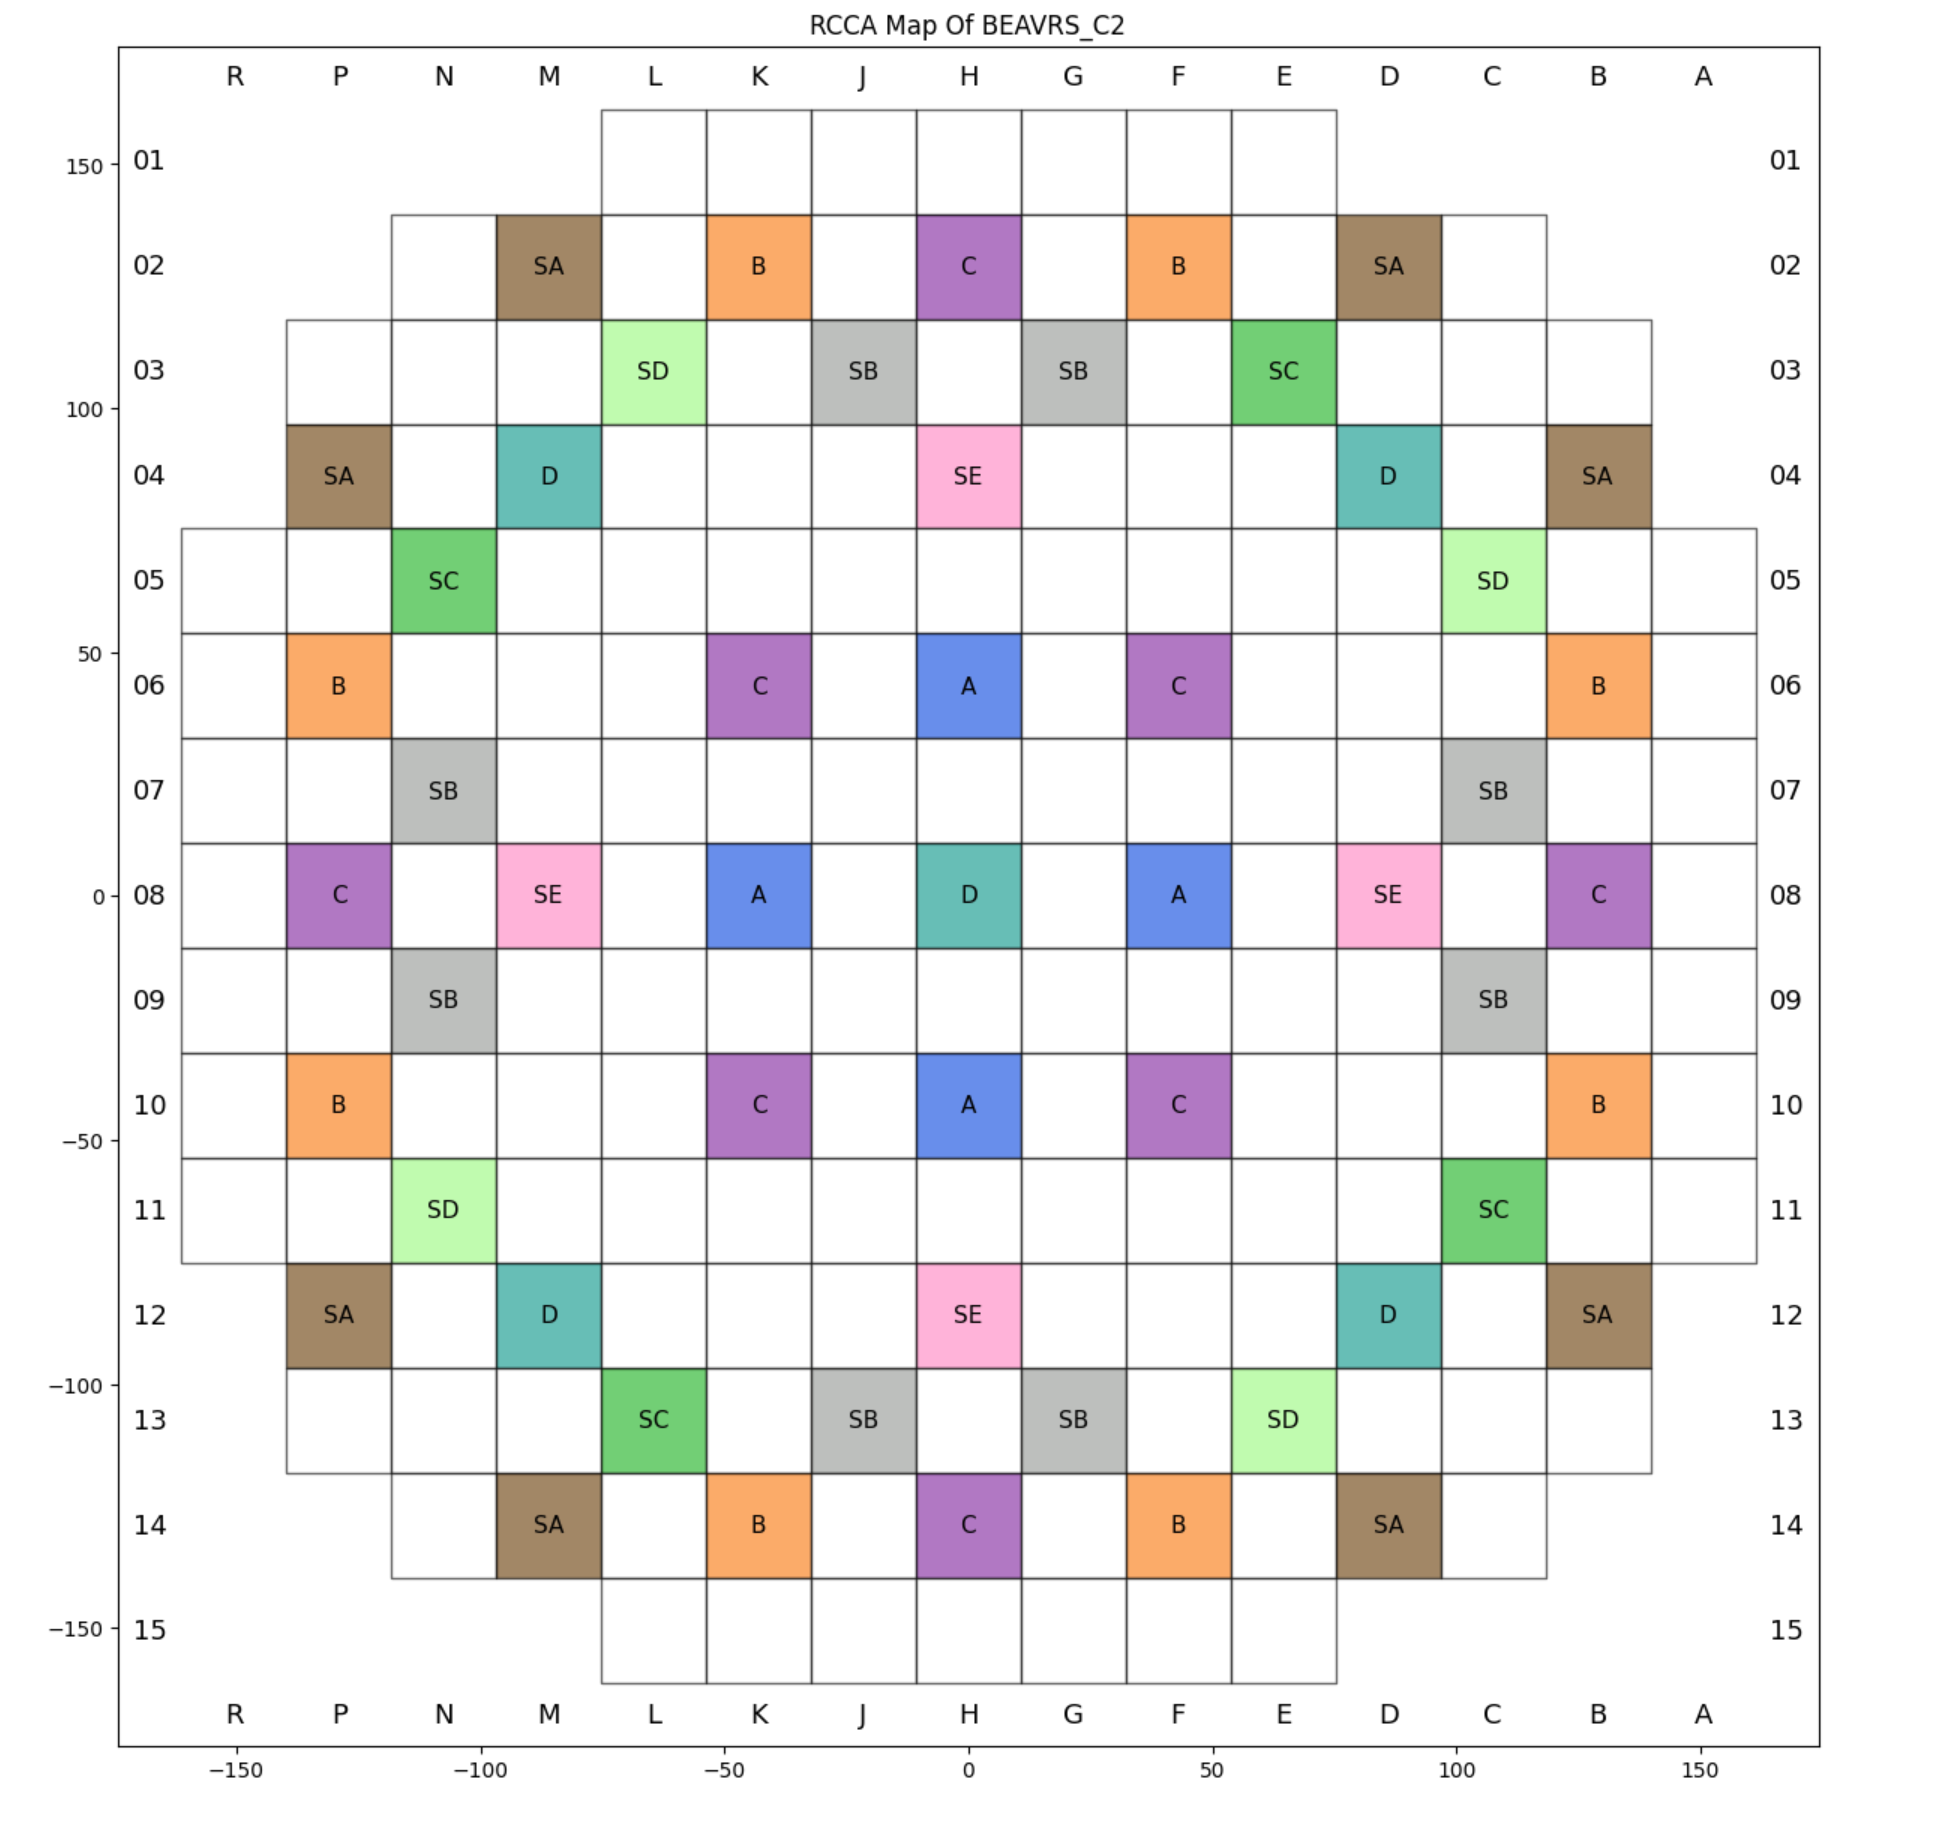 RCCA Map Of BEAVRS_C2
R P N M L K J H G F E D C B A
150 01 01
02 SA B C B SA 02
03 SD SB SB SC 03
100
04 SA D SE D SA 04
05 SC SD 05
50
06 B C A C B 06
07 SB SB 07
0 08 C SE A D A SE C 08
09 SB SB 09
10 B C A C B 10
−50
11 SD SC 11
12 SA D SE D SA 12
−100
13 SC SB SB SD 13
14 SA B C B SA 14
−150 15 15
R P N M L K J H G F E D C B A
−150 −100 −50 0 50 100 150